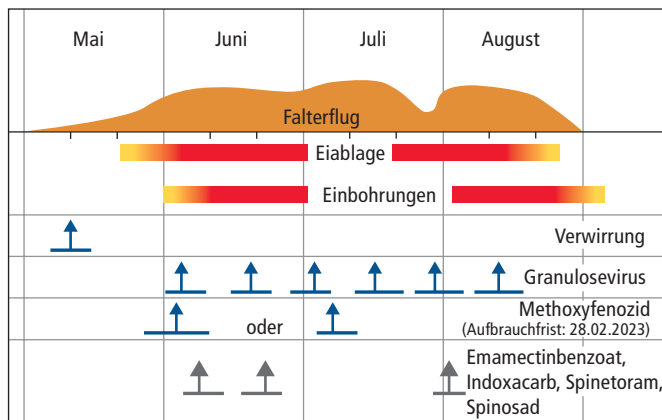 Mai Juni Juli August
Falterflug
Eiablage
Einbohrungen
Verwirrung
Granulosevirus
Methoxyfenozid
oder
(Aufbrauchfrist: 28.02.2023)
Emamectinbenzoat,
Indoxacarb, Spinetoram,
Spinosad